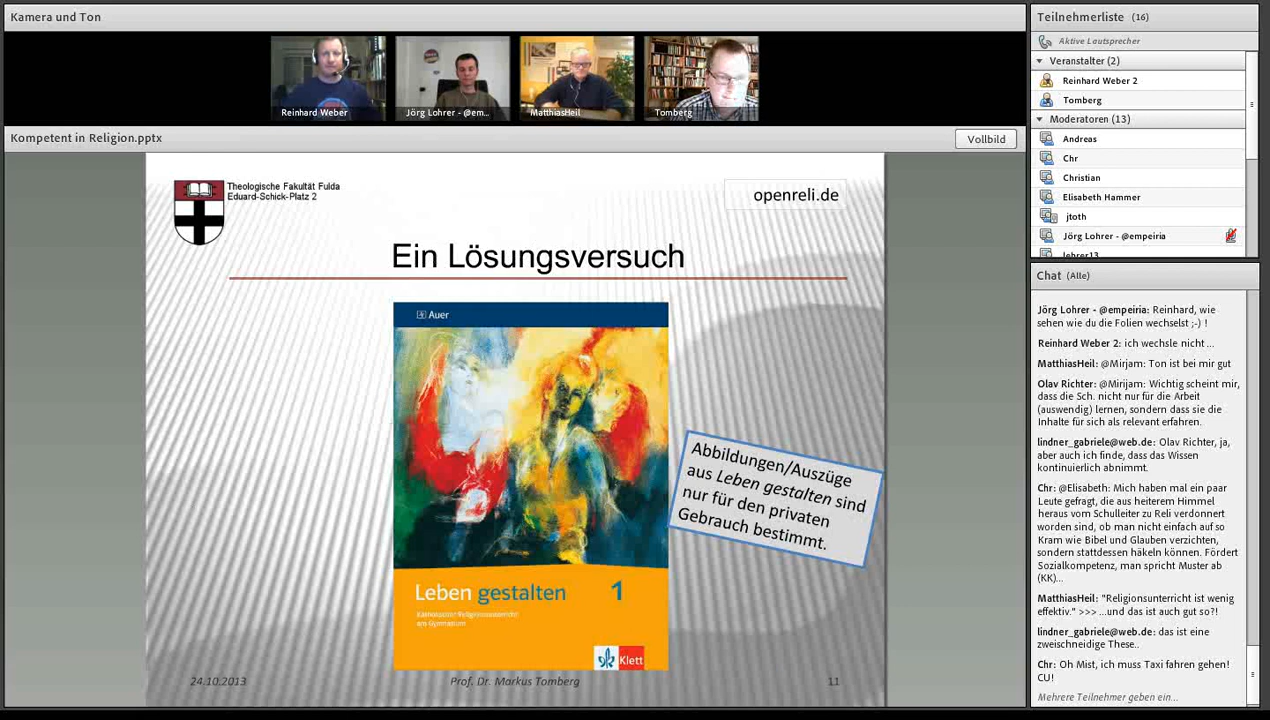 Kamera und Ton
Reinhard Weber
Jörg Lohrer - @em...
MatthiasHeil
Tomberg
Kompetent in Religion.pptx
Vollbild
Theologische Fakultät Fulda
Eduard-Schick-Platz 2
openreli.de
Ein Lösungsversuch
Auer
Abbildungen/Auszüge
aus Leben gestalten sind
nur für den privaten
Gebrauch bestimmt.
Leben gestalten 1
Katholischer Religionsunterricht
am Gymnasium
Klett
24.10.2013
Prof. Dr. Markus Tomberg
11
Teilnehmerliste (16)
Aktive Lautsprecher
Veranstalter (2)
Reinhard Weber 2
Tomberg
Moderatoren (13)
Andreas
Chr
Christian
Elisabeth Hammer
jtoth
Jörg Lohrer - @empeiria
lehrer13
Chat (Alle)
Jörg Lohrer - @empeiria: Reinhard, wie
sehen wie du die Folien wechselst ;-) !
Reinhard Weber 2: ich wechsle nicht ...
MatthiasHeil: @Mirjam: Ton ist bei mir gut
Olav Richter: @Mirjam: Wichtig scheint mir,
dass die Sch. nicht nur für die Arbeit
(auswendig) lernen, sondern dass sie die
Inhalte für sich als relevant erfahren.
lindner_gabriele@web.de: Olav Richter, ja,
aber auch ich finde, dass das Wissen
kontinuierlich abnimmt.
Chr: @Elisabeth: Mich haben mal ein paar
Leute gefragt, die aus heiterem Himmel
heraus vom Schulleiter zu Reli verdonnert
worden sind, ob man nicht einfach auf so
Kram wie Bibel und Glauben verzichten,
sondern stattdessen häkeln können. Fördert
Sozialkompetenz, man spricht Muster ab
(KK)...
MatthiasHeil: "Religionsunterricht ist wenig
effektiv." >>> ...und das ist auch gut so?!
lindner_gabriele@web.de: das ist eine
zweischneidige These..
Chr: Oh Mist, ich muss Taxi fahren gehen!
CU!
Mehrere Teilnehmer geben ein...